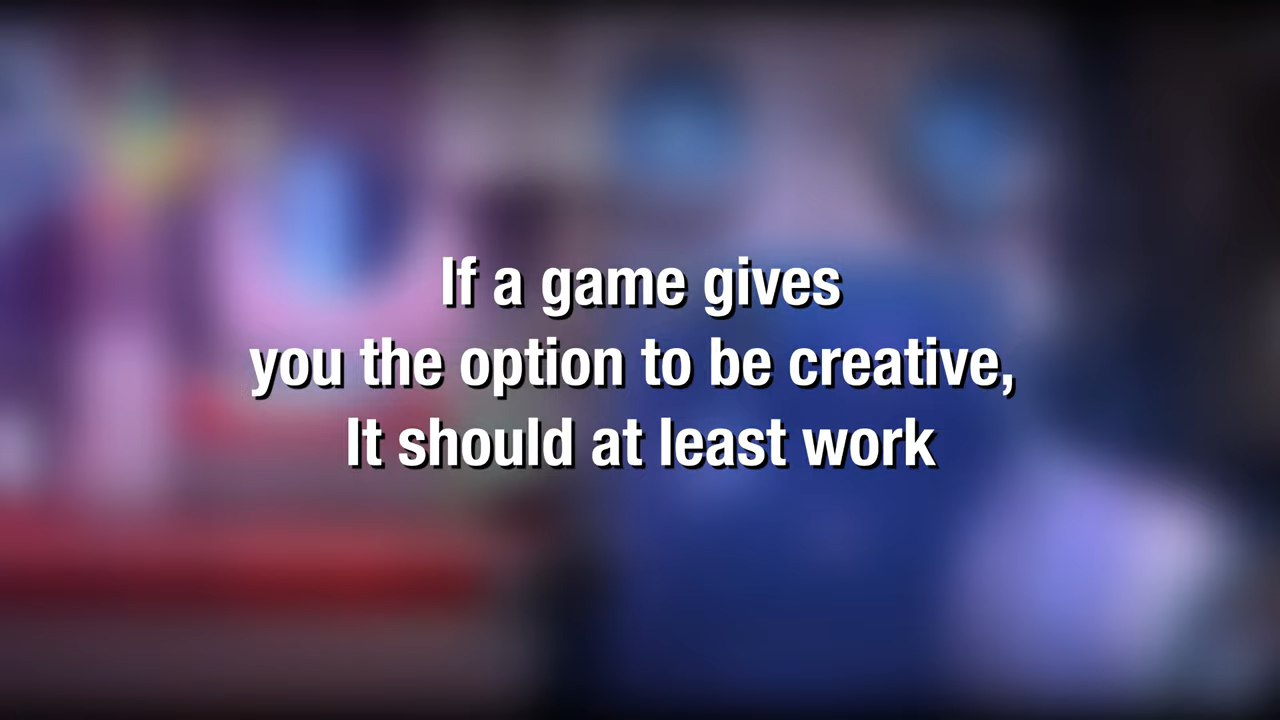 If a game gives
you the option to be creative,
It should at least work